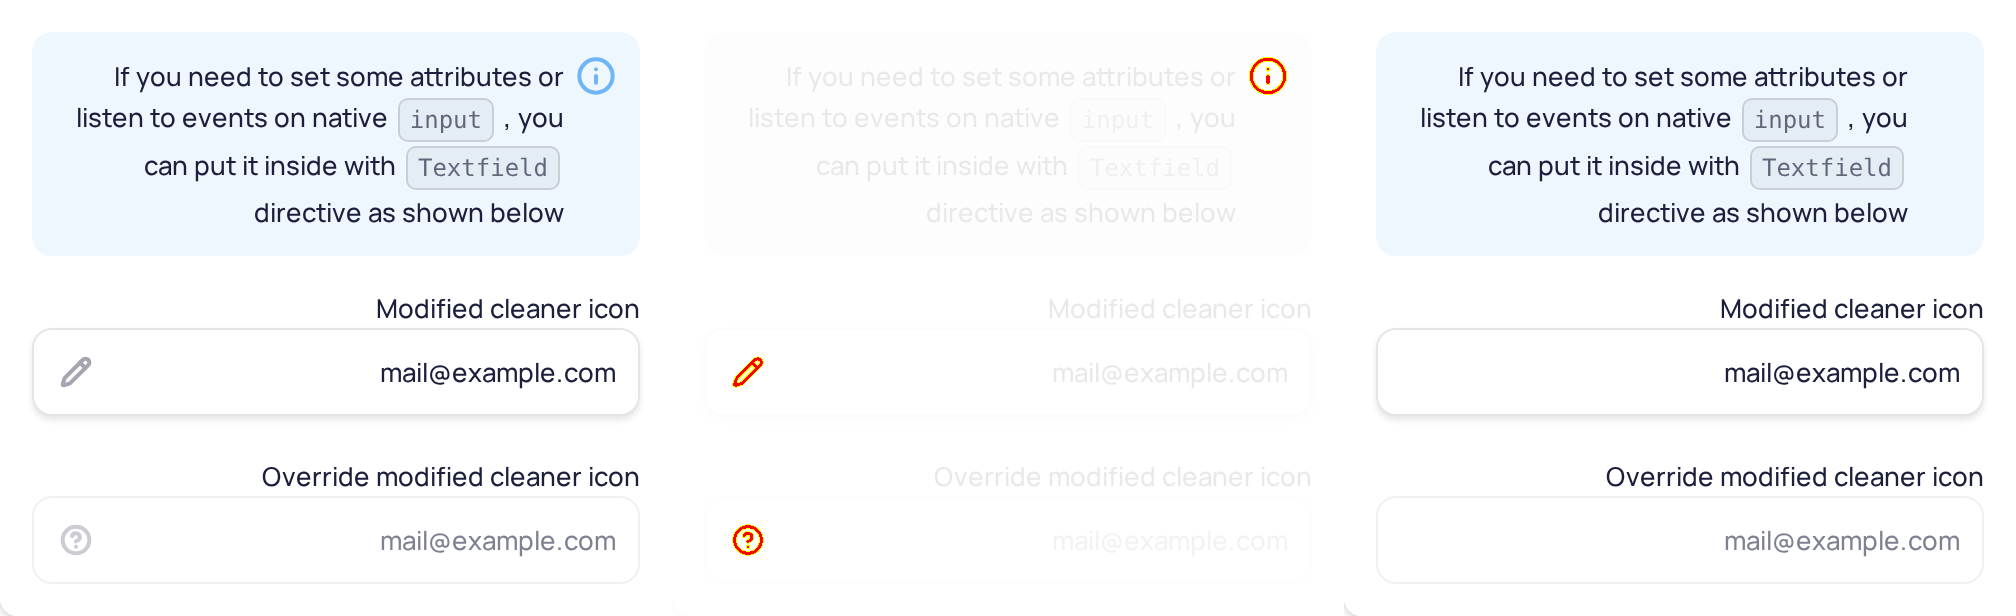 If you need to set some attributes or
listen to events on native input , you
can put it inside with Textfield
directive as shown below
Modified cleaner icon
mail@example.com
Override modified cleaner icon
mail@example.com
If you need to set some attributes or
listen to events on native input , you
can put it inside with Textfield
directive as shown below
Modified cleaner icon
mail@example.com
Override modified cleaner icon
mail@example.com
If you need to set some attributes or
listen to events on native input , you
can put it inside with Textfield
directive as shown below
Modified cleaner icon
mail@example.com
Override modified cleaner icon
mail@example.com